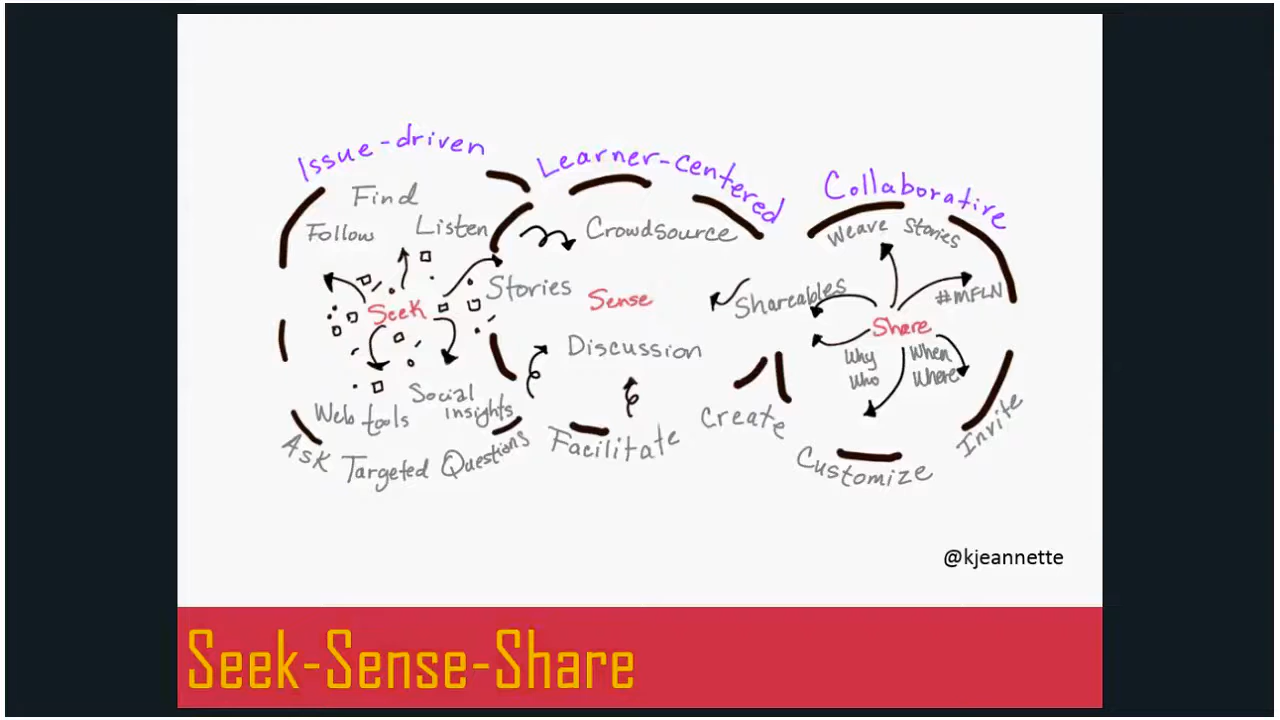 Issue-driven
Learner-centered
Collaborative
Find
Follow
Listen
Seek
Web tools
Social
insights
Ask Targeted Questions
Crowdsource
Stories
Sense
Discussion
Shareables
Facilitate
Create
Weave Stories
#MFLN
Share
Why
Who
When
Where
Customize
Invite
@kjeannette
Seek-Sense-Share